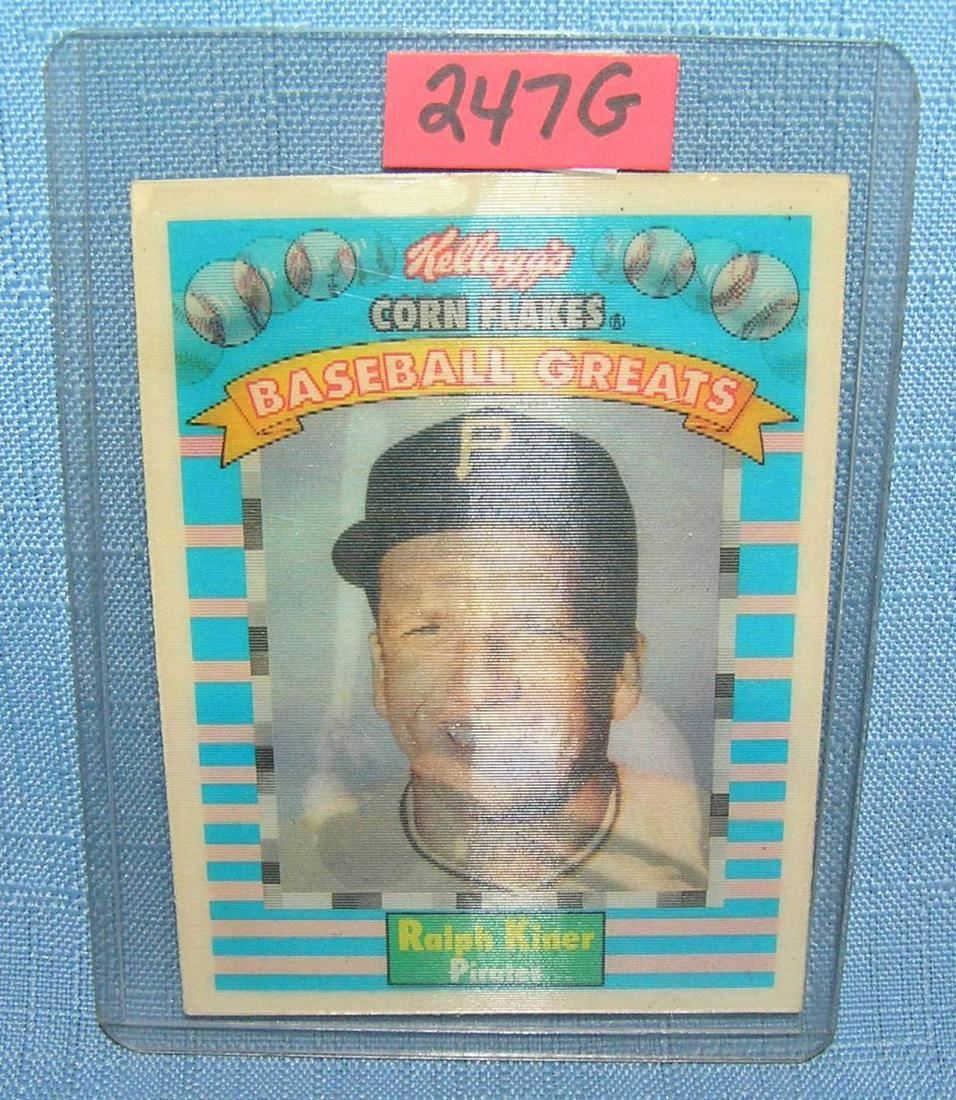 247G
Kellogg's
CORN FLAKES®
BASEBALL GREATS
P
Ralph Kiner
Pirates